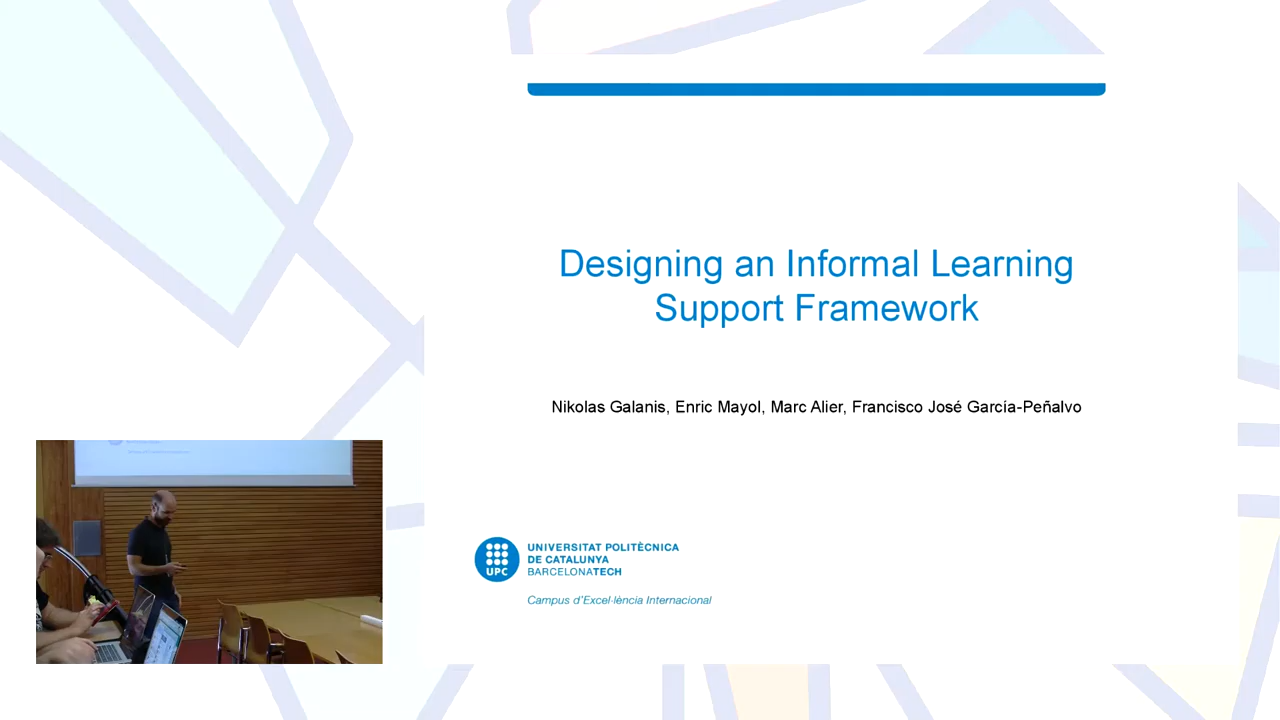 Designing an Informal Learning
Support Framework
Nikolas Galanis, Enric Mayol, Marc Alier, Francisco José García-Peñalvo
UPC
UNIVERSITAT POLITÈCNICA
DE CATALUNYA
BARCELONATECH
Campus d'Excel·lència Internacional